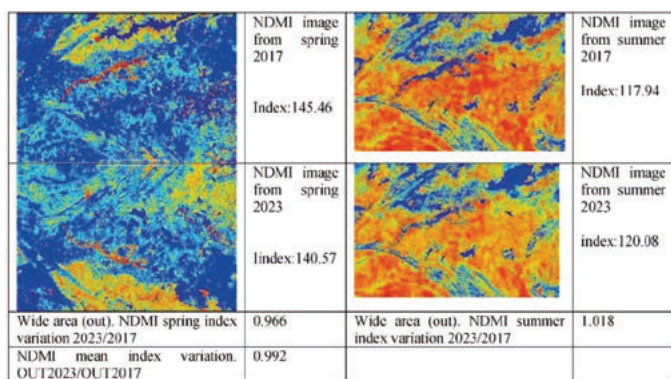 NDMI image
from spring
2017
Index:145.46
NDMI image
from summer
2017
Index:117.94
NDMI image
from spring
2023
Iindex:140.57
NDMI image
from summer
2023
index:120.08
Wide area (out). NDMI spring index
variation 2023/2017
0.966
Wide area (out). NDMI summer
index variation 2023/2017
1.018
NDMI mean index variation.
OUT2023/OUT2017
0.992